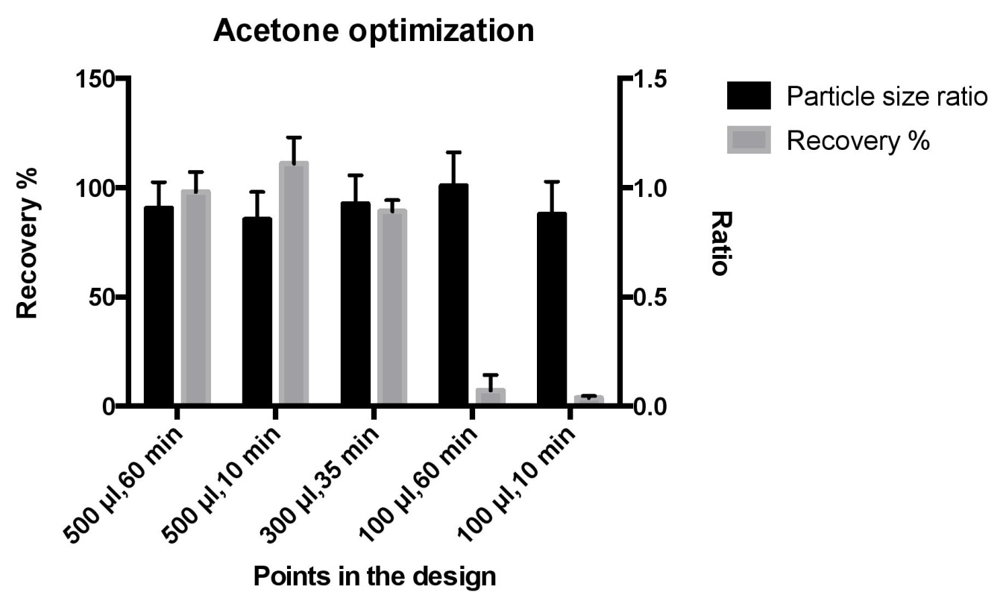 Acetone optimization
150
100
50
0
Recovery %
1.5
1.0
0.5
0.0
Ratio
Particle size ratio
Recovery %
500 µl,60 min
500 µl,10 min
300 µl,35 min
100 µl,60 min
100 µl,10 min
Points in the design